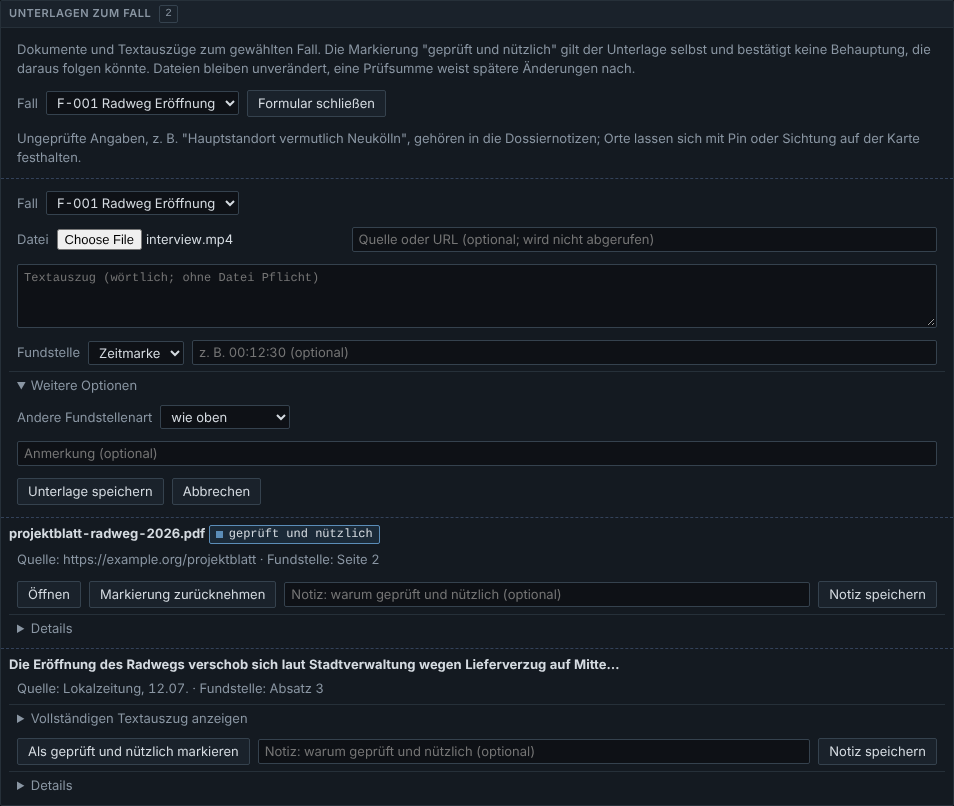 UNTERLAGEN ZUM FALL 2
Dokumente und Textauszüge zum gewählten Fall. Die Markierung "geprüft und nützlich" gilt der Unterlage selbst und bestätigt keine Behauptung, die
daraus folgen könnte. Dateien bleiben unverändert, eine Prüfsumme weist spätere Änderungen nach.
Fall F-001 Radweg Eröffnung Formular schließen
Ungeprüfte Angaben, z. B. "Hauptstandort vermutlich Neukölln", gehören in die Dossiernotizen; Orte lassen sich mit Pin oder Sichtung auf der Karte
festhalten.
Fall F-001 Radweg Eröffnung
Datei Choose File interview.mp4 Quelle oder URL (optional; wird nicht abgerufen)
Textauszug (wörtlich; ohne Datei Pflicht)
Fundstelle Zeitmarke z. B. 00:12:30 (optional)
Weitere Optionen
Andere Fundstellenart wie oben
Anmerkung (optional)
Unterlage speichern Abbrechen
projektblatt-radweg-2026.pdf geprüft und nützlich
Quelle: https://example.org/projektblatt · Fundstelle: Seite 2
Öffnen Markierung zurücknehmen Notiz: warum geprüft und nützlich (optional) Notiz speichern
Details
Die Eröffnung des Radwegs verschob sich laut Stadtverwaltung wegen Lieferverzug auf Mitte…
Quelle: Lokalzeitung, 12.07. · Fundstelle: Absatz 3
Vollständigen Textauszug anzeigen
Als geprüft und nützlich markieren Notiz: warum geprüft und nützlich (optional) Notiz speichern
Details